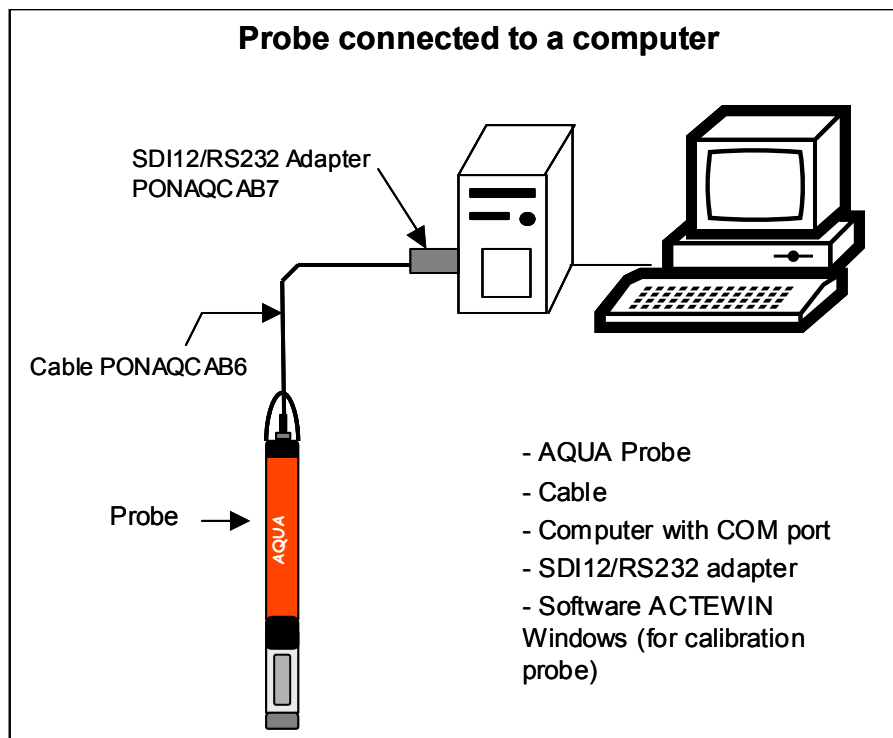 Probe connected to a computer
SDI12/RS232 Adapter
PONAQCAB7
Cable PONAQCAB6
Probe
AQUA
- AQUA Probe
- Cable
- Computer with COM port
- SDI12/RS232 adapter
- Software ACTEWIN
Windows (for calibration
probe)